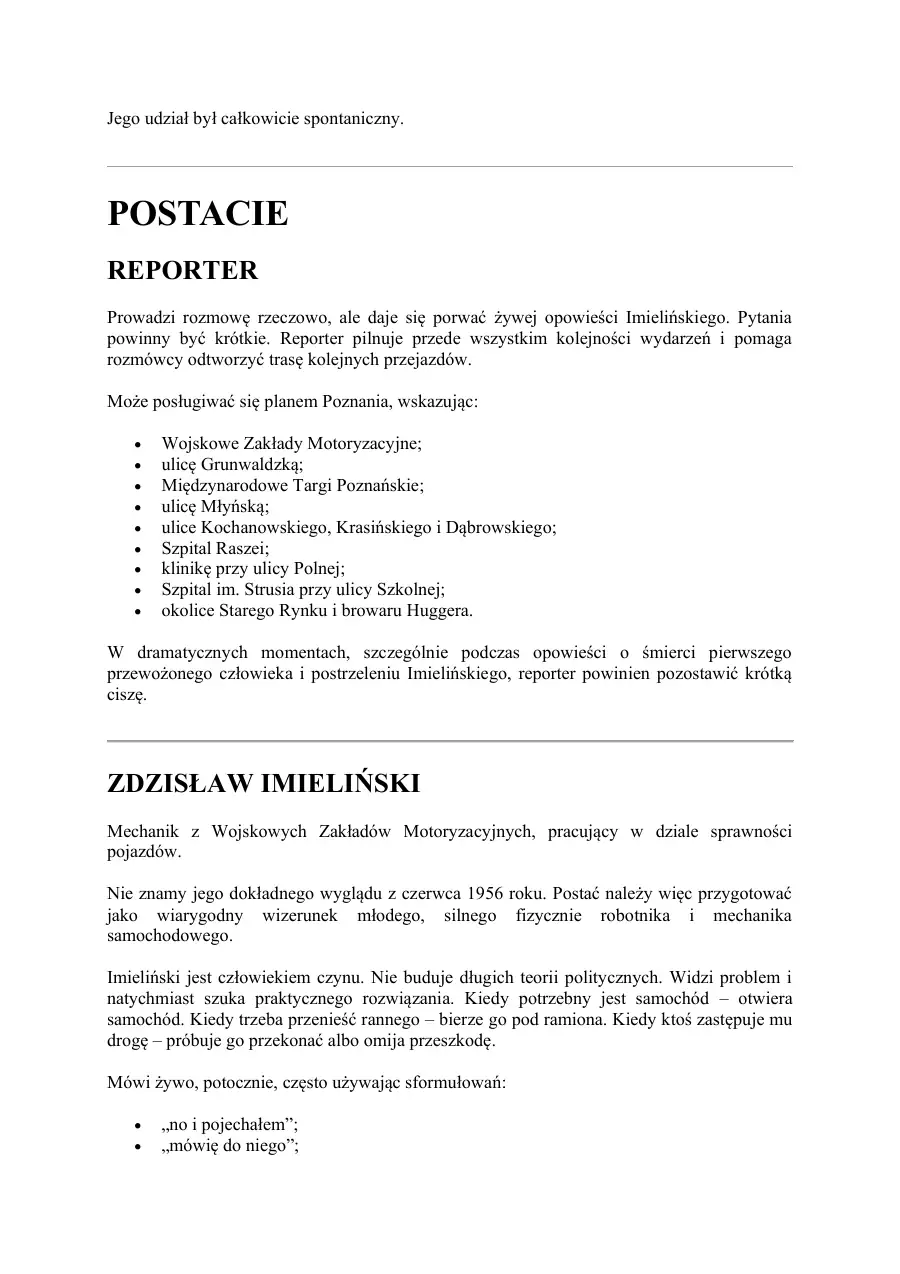 Jego udział był całkowicie spontaniczny.
POSTACIE
REPORTER
Prowadzi rozmowę rzeczowo, ale daje się porwać żywej opowieści Imielińskiego. Pytania
powinny być krótkie. Reporter pilnuje przede wszystkim kolejności wydarzeń i pomaga
rozmówcy odtworzyć trasę kolejnych przejazdów.
Może posługiwać się planem Poznania, wskazując:
• Wojskowe Zakłady Motoryzacyjne;
• ulicę Grunwaldzką;
• Międzynarodowe Targi Poznańskie;
• ulicę Młyńską;
• ulice Kochanowskiego, Krasińskiego i Dąbrowskiego;
• Szpital Raszei;
• klinikę przy ulicy Polnej;
• Szpital im. Strusia przy ulicy Szkolnej;
• okolice Starego Rynku i browaru Huggera.
W dramatycznych momentach, szczególnie podczas opowieści o śmierci pierwszego
przewożonego człowieka i postrzeleniu Imielińskiego, reporter powinien pozostawić krótką
ciszę.
ZDZISŁAW IMIELIŃSKI
Mechanik z Wojskowych Zakładów Motoryzacyjnych, pracujący w dziale sprawności
pojazdów.
Nie znamy jego dokładnego wyglądu z czerwca 1956 roku. Postać należy więc przygotować
jako wiarygodny wizerunek młodego, silnego fizycznie robotnika i mechanika
samochodowego.
Imieliński jest człowiekiem czynu. Nie buduje długich teorii politycznych. Widzi problem i
natychmiast szuka praktycznego rozwiązania. Kiedy potrzebny jest samochód – otwiera
samochód. Kiedy trzeba przenieść rannego – bierze go pod ramiona. Kiedy ktoś zastępuje mu
drogę – próbuje go przekonać albo omija przeszkodę.
Mówi żywo, potocznie, często używając sformułowań:
• „no i pojechałem”;
• „mówię do niego”;